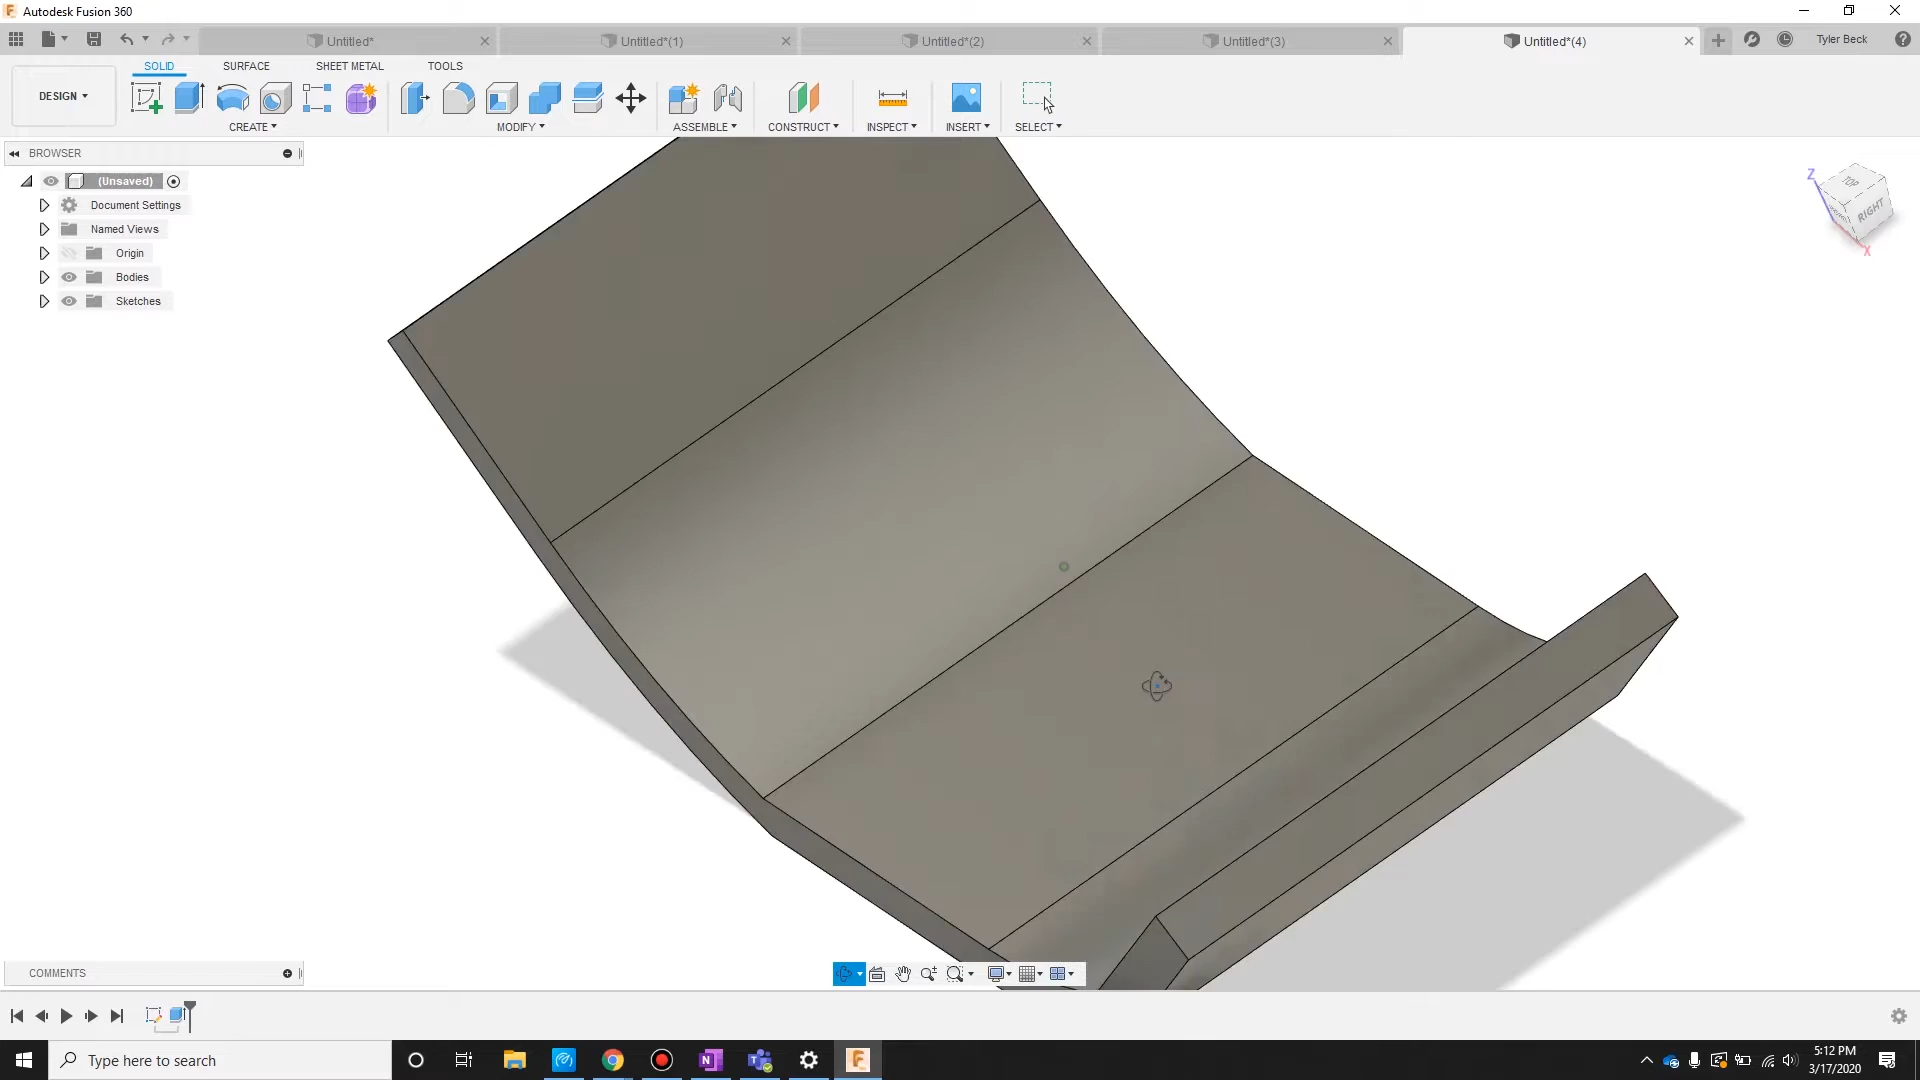 Autodesk Fusion 360
Untitled*
Untitled*(1)
Untitled*(2)
Untitled*(3)
Untitled*(4)
Tyler Beck
SOLID
SURFACE
SHEET METAL
TOOLS
DESIGN
CREATE
MODIFY
ASSEMBLE
CONSTRUCT
INSPECT
INSERT
SELECT
BROWSER
(Unsaved)
Document Settings
Named Views
Origin
Bodies
Sketches
Z
TOP
RIGHT
X
COMMENTS
Type here to search
5:12 PM
3/17/2020